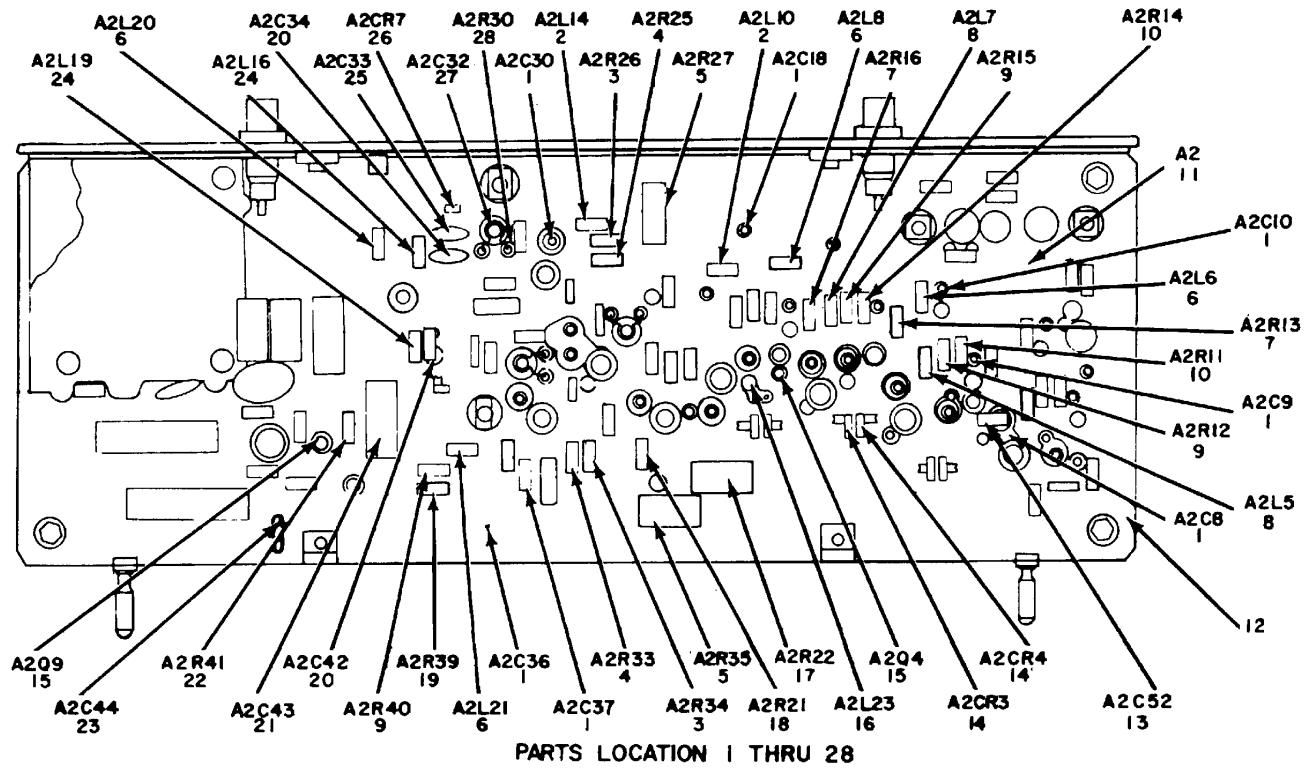 A2L20
6
A2C34
20
A2CR7
26
A2R30
28
A2L14
2
A2R25
4
A2L10
2
A2L8
6
A2L7
8
A2R14
10
A2L19
24
A2L16
24
A2C33
25
A2C32
27
A2C30
1
A2R26
3
A2R27
5
A2C18
1
A2R16
7
A2R15
9
A2
11
A2C10
1
A2L6
6
A2R13
7
A2R11
10
A2C9
1
A2R12
9
A2L5
8
A2C8
1
12
A2Q9
15
A2R41
22
A2C42
20
A2R39
19
A2C36
1
A2R33
4
A2R35
5
A2R22
17
A2Q4
15
A2CR4
14
A2C44
23
A2C43
21
A2R40
9
A2L21
6
A2C37
1
A2R34
3
A2R21
18
A2L23
16
A2CR3
14
A2C52
13
PARTS LOCATION 1 THRU 28